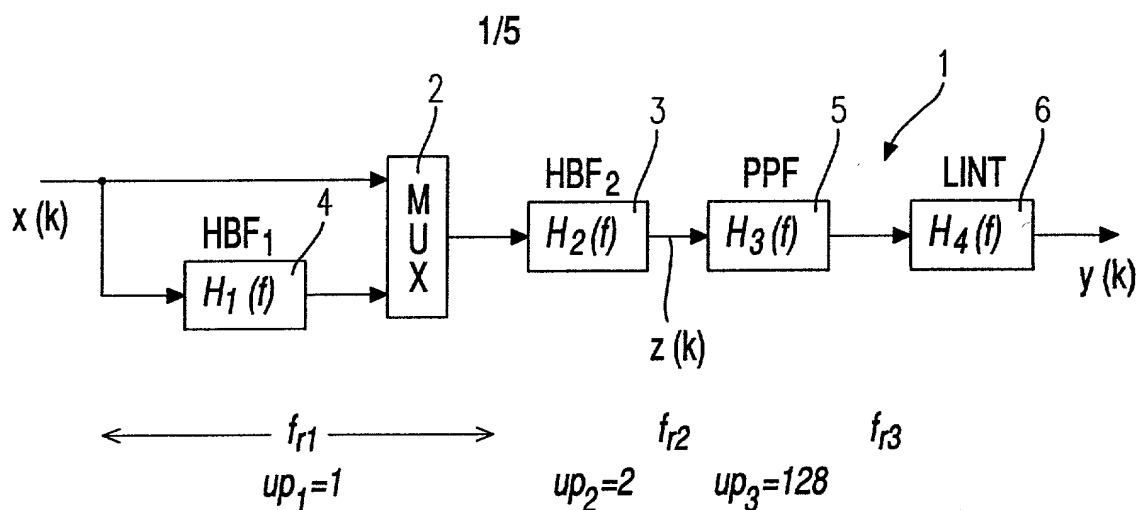 1/5
1
2
3
5
6
HBF2
PPF
LINT
x (k)
4
MUX
HBF1
H2(f)
H3(f)
H4(f)
H1(f)
y (k)
z (k)
fr1
fr2
fr3
up1=1
up2=2
up3=128